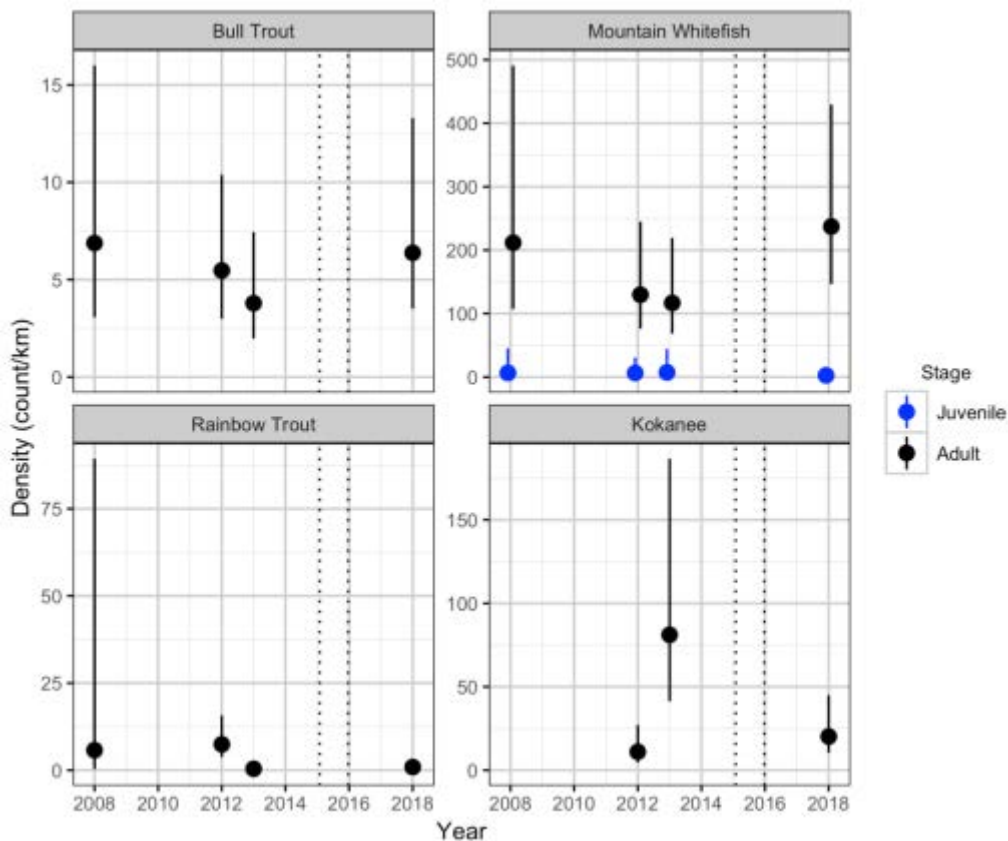 Bull Trout
Mountain Whitefish
15
10
5
0
500
400
300
200
100
0
Rainbow Trout
Kokanee
75
50
25
0
150
100
50
0
2008 2010 2012 2014 2016 2018
2008 2010 2012 2014 2016 2018
Year
Density (count/km)
Stage
Juvenile
Adult